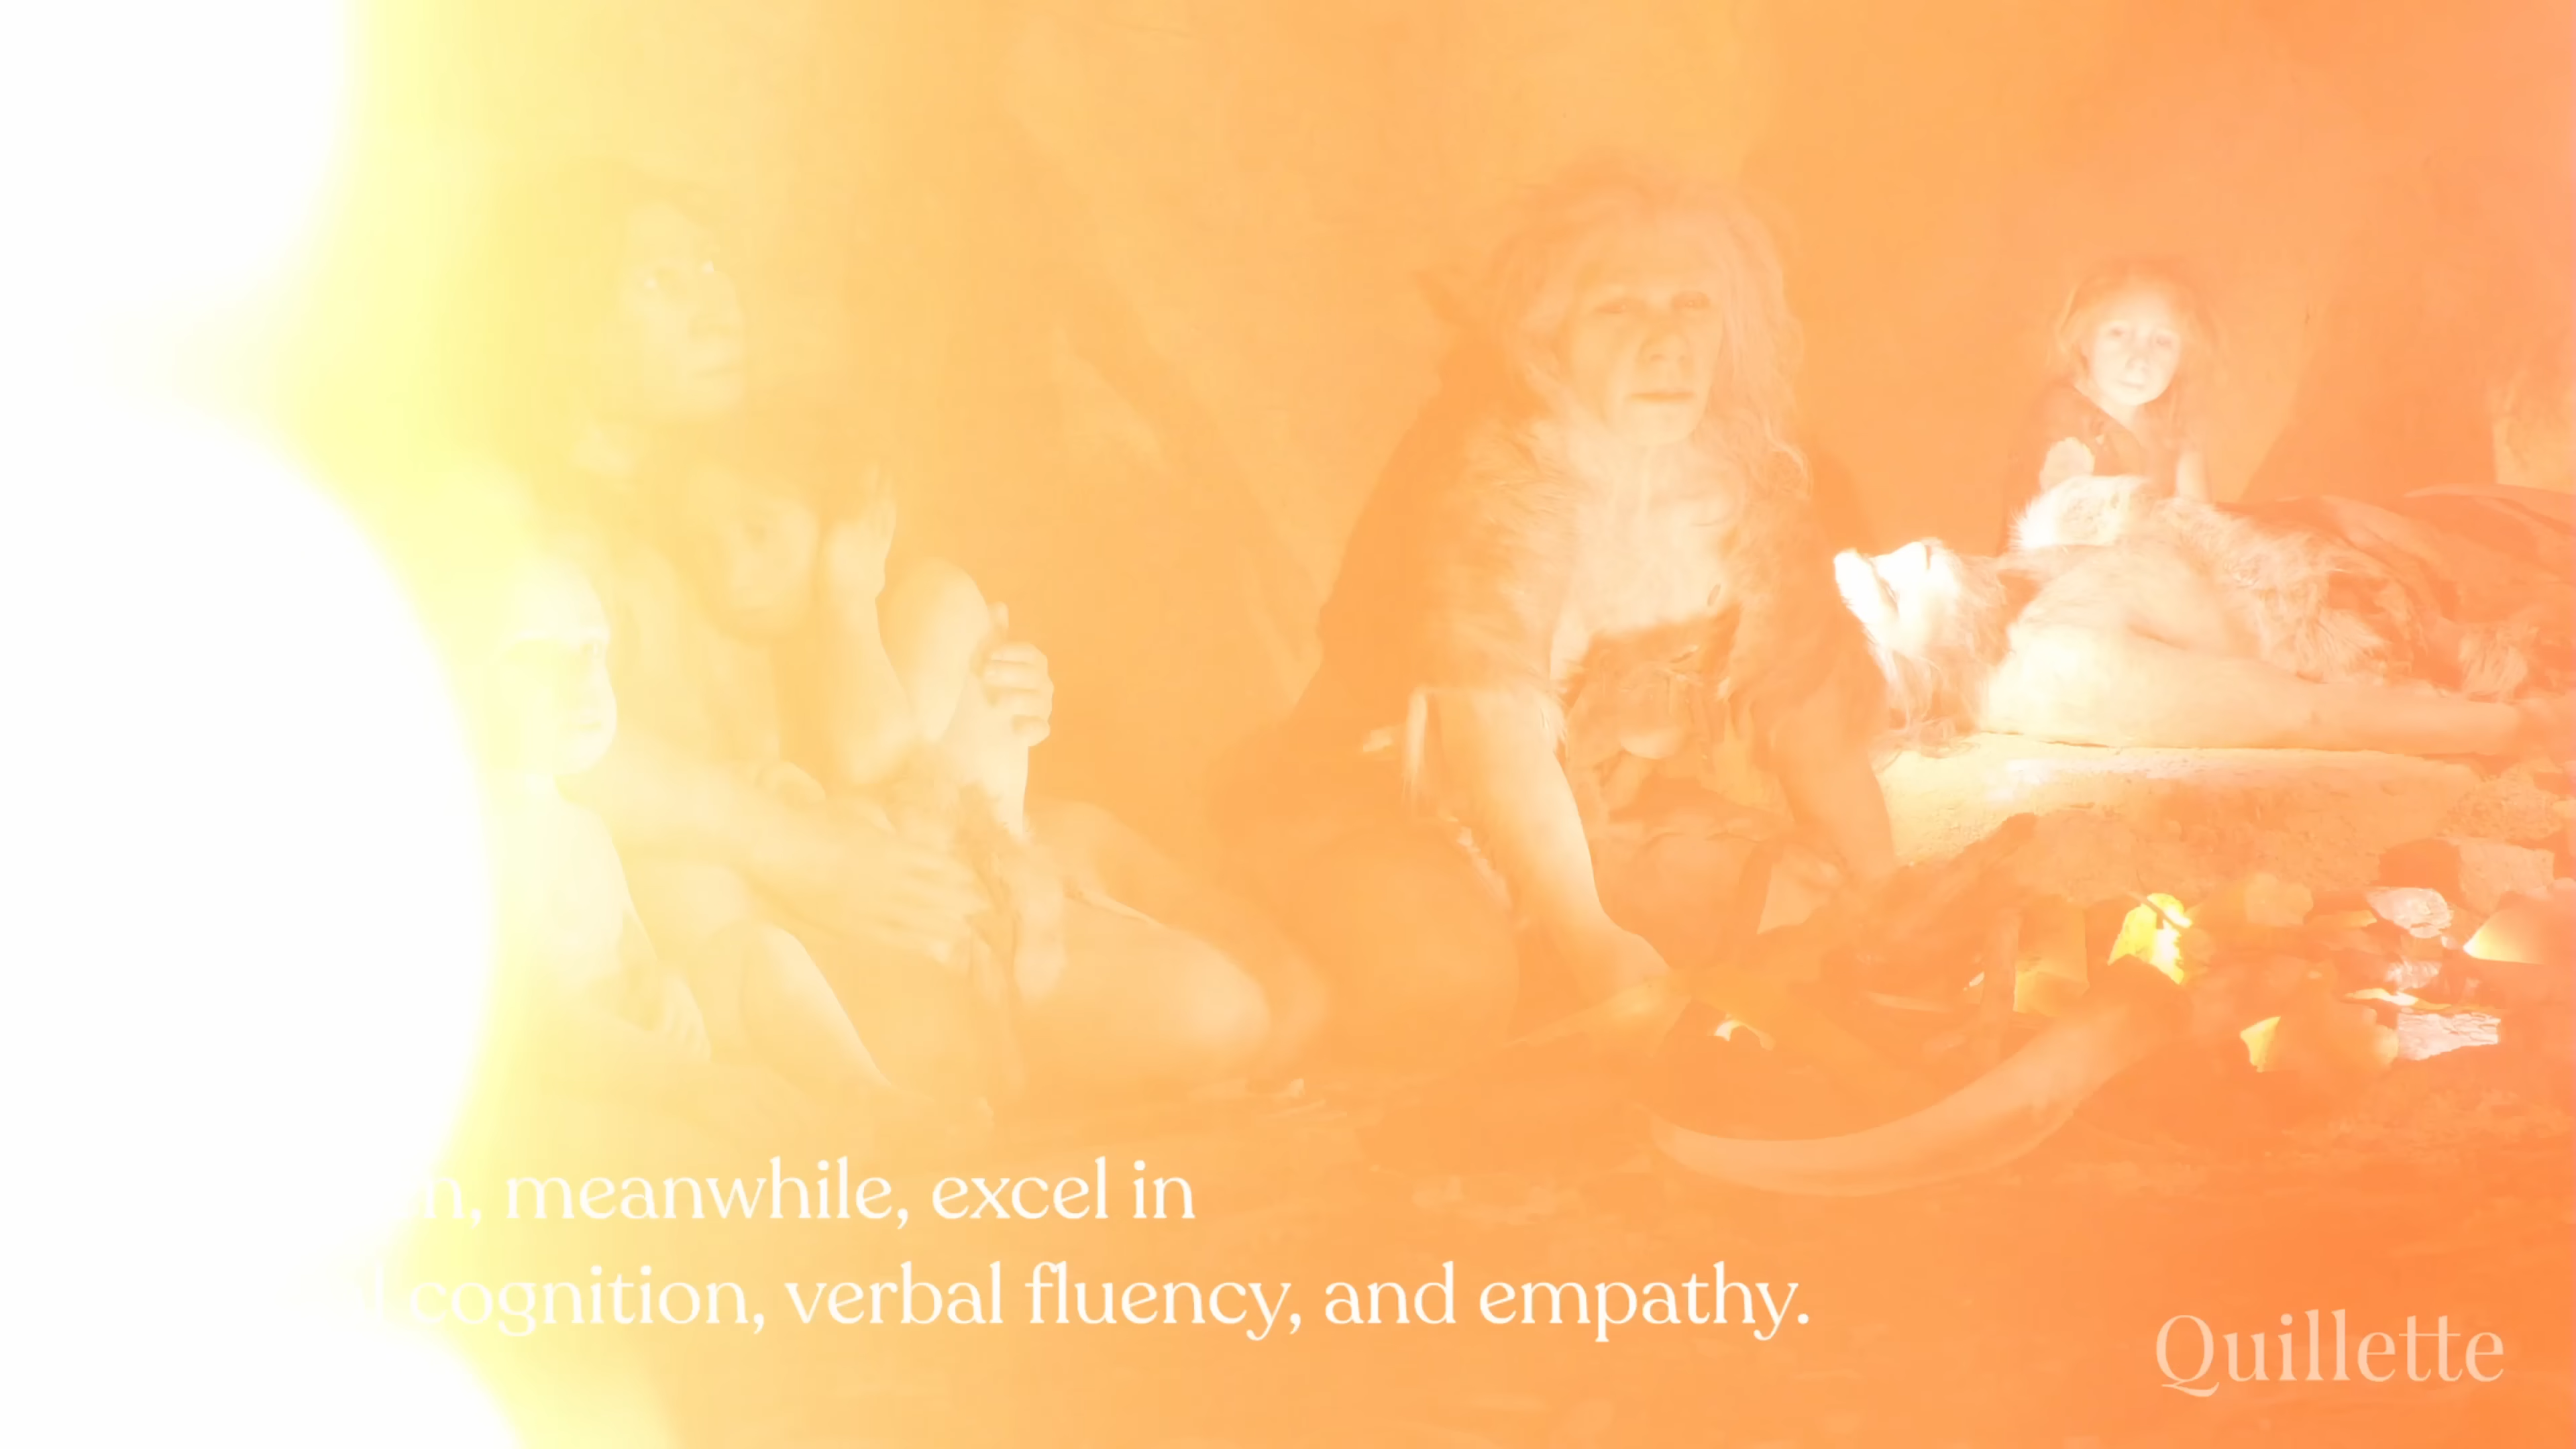 meanwhile, excel in
cognition, verbal fluency, and empathy.
Quillette